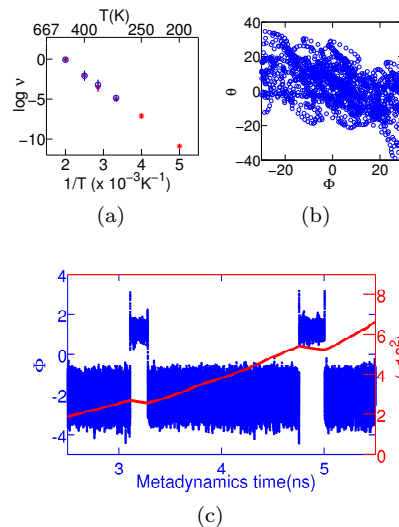 T(K)
667 400 250 200
0
−5
−10
log ν
2 3 4 5
1/T (x 10−3K−1)
(a)
40
20
0
−20
−40
θ
−20 0 20
Φ
(b)
4
2
0
−2
−4
Φ
8
6
4
2
0
3 4 5
Metadynamics time(ns)
(c)